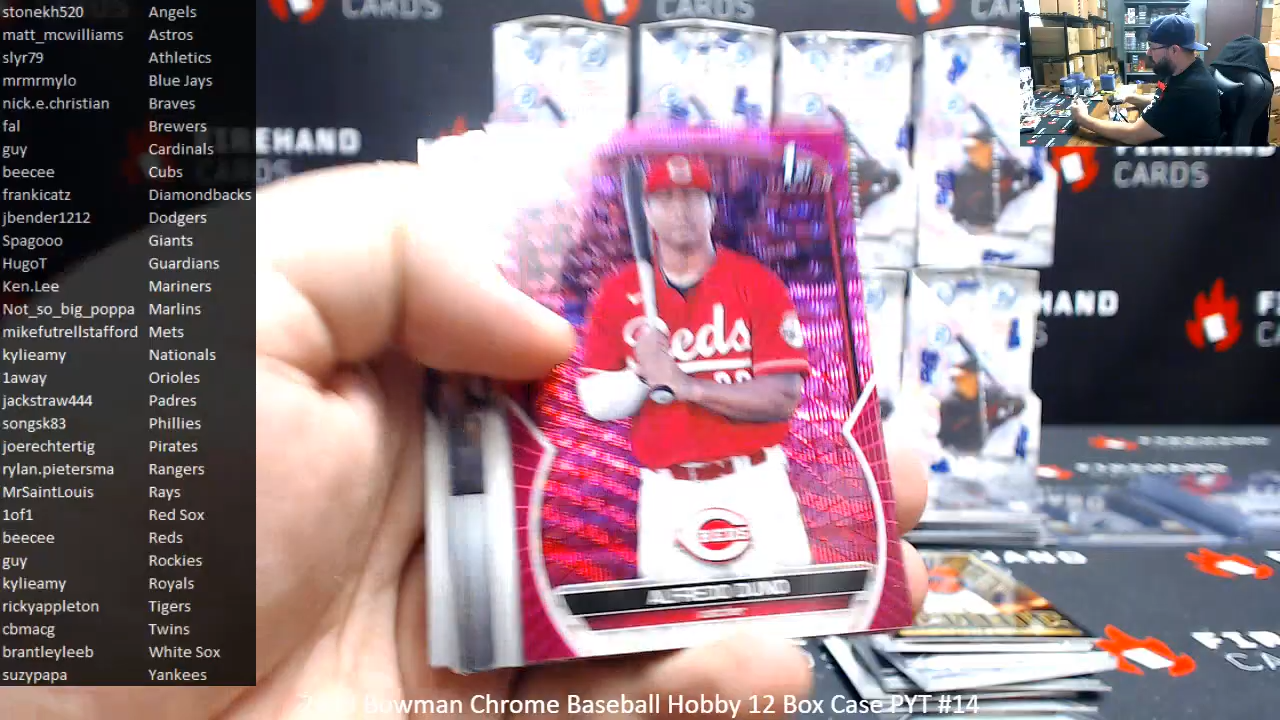 stonekh520 Angels
matt_mcwilliams Astros
slyr79 Athletics
mrmrmylo Blue Jays
nick.e.christian Braves
fal Brewers
guy Cardinals
beecee Cubs
frankicatz Diamondbacks
jbender1212 Dodgers
Spagooo Giants
HugoT Guardians
Ken.Lee Mariners
Not_so_big_poppa Marlins
mikefutrellstafford Mets
kylieamy Nationals
1away Orioles
jackstraw444 Padres
songsk83 Phillies
joerechtertig Pirates
rylan.pietersma Rangers
MrSaintLouis Rays
1of1 Red Sox
beecee Reds
guy Rockies
kylieamy Royals
rickyappleton Tigers
cbmacg Twins
brantleyleeb White Sox
suzypapa Yankees
CARDS
CARDS
FIREHAND
CARDS
Reds
REDS
Bowman Chrome Baseball Hobby 12 Box Case PYT #14